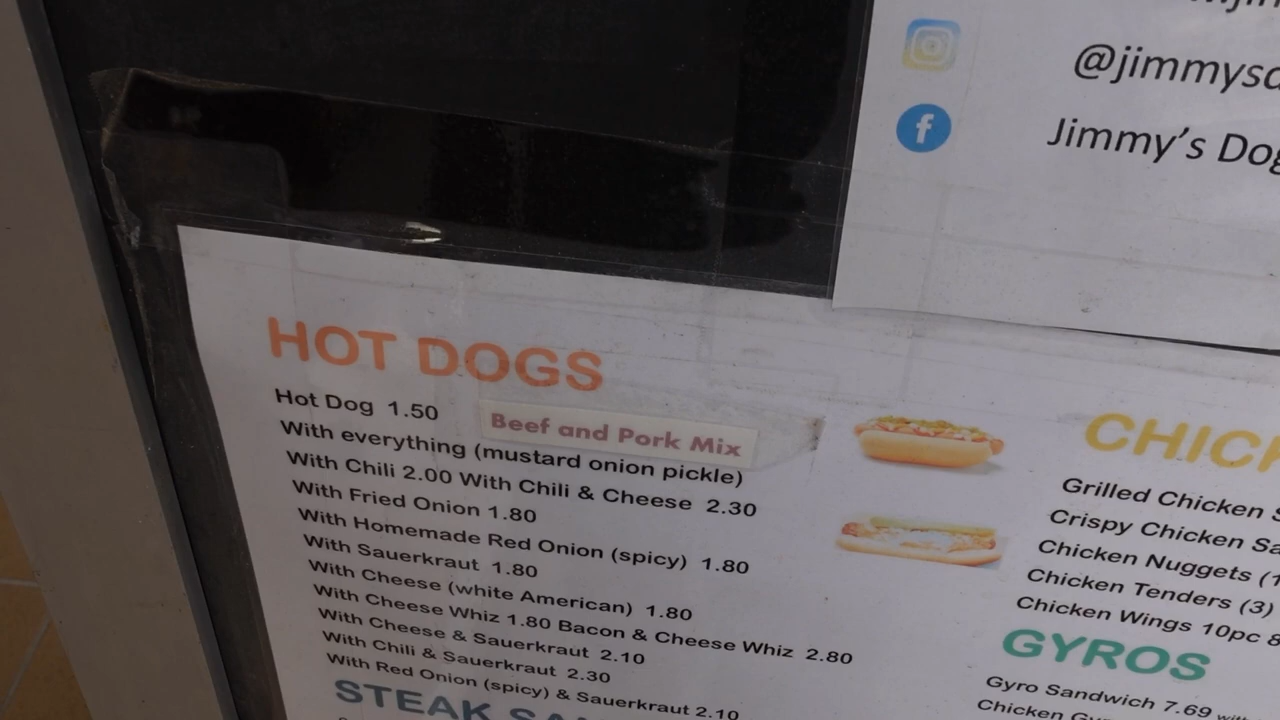 Jimmy's
HOT DOGS
Hot Dog 1.50
Beef and Pork Mix
With everything (mustard onion pickle)
With Chili 2.00 With Chili & Cheese 2.30
With Fried Onion 1.80
With Homemade Red Onion (spicy) 1.80
With Sauerkraut 1.80
With Cheese (white American) 1.80
With Cheese Whiz 1.80 Bacon & Cheese Whiz 2.80
With Cheese & Sauerkraut 2.10
With Chili & Sauerkraut 2.30
With Red Onion (spicy) & Sauerkraut 2.10
STEAK
Grilled Chicken
Crispy Chicken
Chicken Nuggets
Chicken Tenders (3)
Chicken Wings 10pc
GYROS
Gyro Sandwich 7.69
Chicken